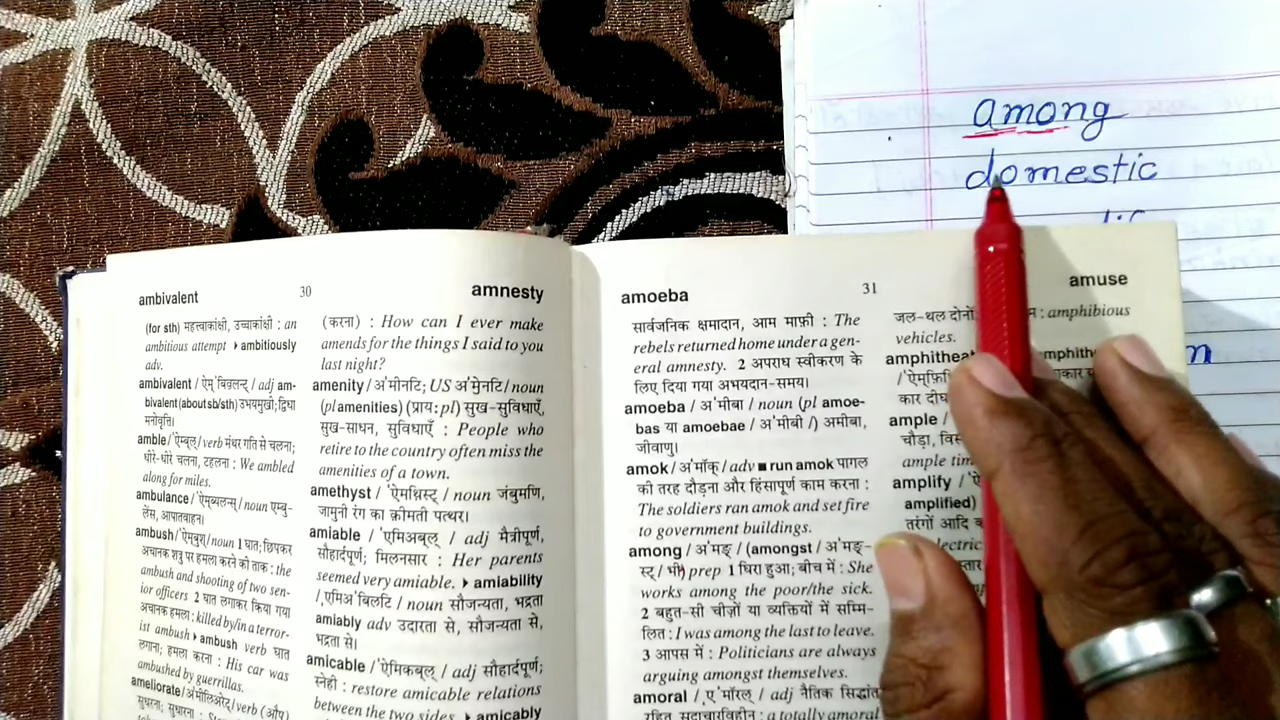 among
domestic
ambivalent 30 amnesty
(for sth) महत्त्वाकांक्षी, उच्चाकांक्षी : an
ambitious attempt ▸ambitiously
adv.
ambivalent / ऐम्'बिवलन्ट् / adj am-
bivalent (about sb/sth) उभयमुखी; द्विधा
मनोवृत्ति।
amble / 'ऐम्ब्ल् / verb मंथर गति से चलना;
धीरे-धीरे चलना, टहलना : We ambled
along for miles.
ambulance / 'ऐम्ब्यलन्स् / noun एम्बु-
लेंस, आपातवाहन।
ambush / 'ऐम्बुश् / noun 1 घात; छिपकर
अचानक शत्रु पर हमला करने की ताक : the
ambush and shooting of two sen-
ior officers 2 घात लगाकर किया गया
अचानक हमला : killed by/in a terror-
ist ambush ▸ambush verb घात
लगाना; हमला करना : His car was
ambushed by guerrillas.
ameliorate / verb (औप)
सुधरना; सुधारना :
(करना) : How can I ever make
amends for the things I said to you
last night?
amenity / अ'मीनटि; US अ'मेनटि / noun
(pl amenities) (प्राय: pl) सुख-सुविधाएँ,
सुख-साधन, सुविधाएँ : People who
retire to the country often miss the
amenities of a town.
amethyst / 'ऐमथिस्ट् / noun जंबुमणि,
जामुनी रंग का क़ीमती पत्थर।
amiable / 'एमिअब्ल् / adj मैत्रीपूर्ण,
सौहार्दपूर्ण; मिलनसार : Her parents
seemed very amiable. ▸ amiability
/ ,एमिअ'बिलटि / noun सौजन्यता, भद्रता
amiably adv उदारता से, सौजन्यता से,
भद्रता से।
amicable / 'ऐमिकब्ल् / adj सौहार्दपूर्ण;
स्नेही : restore amicable relations
between the two sides ▸ amicably
amoeba 31 amuse
सार्वजनिक क्षमादान, आम माफ़ी : The
rebels returned home under a gen-
eral amnesty. 2 अपराध स्वीकरण के
लिए दिया गया अभयदान-समय।
amoeba / अ'मीबा / noun (pl amoe-
bas या amoebae / अ'मीबी /) अमीबा,
जीवाणु।
amok / अ'मॉक् / adv ■ run amok पागल
की तरह दौड़ना और हिंसापूर्ण काम करना :
The soldiers ran amok and set fire
to government buildings.
among / अ'मङ् / (amongst / अ'मङ्-
स्ट् / भी) prep 1 घिरा हुआ; बीच में : She
works among the poor/the sick.
2 बहुत-सी चीज़ों या व्यक्तियों में सम्मि-
लित : I was among the last to leave.
3 आपस में : Politicians are always
arguing amongst themselves.
amoral / ,ए'मॉरल् / adj नैतिक सिद्धांत
रहित, सदाचारविहीन : a totally amoral
जल-थल दोनों : amphibious
vehicles.
ample /
चौड़ा,
ample
amplify /
amplified)
तरंगों आदि